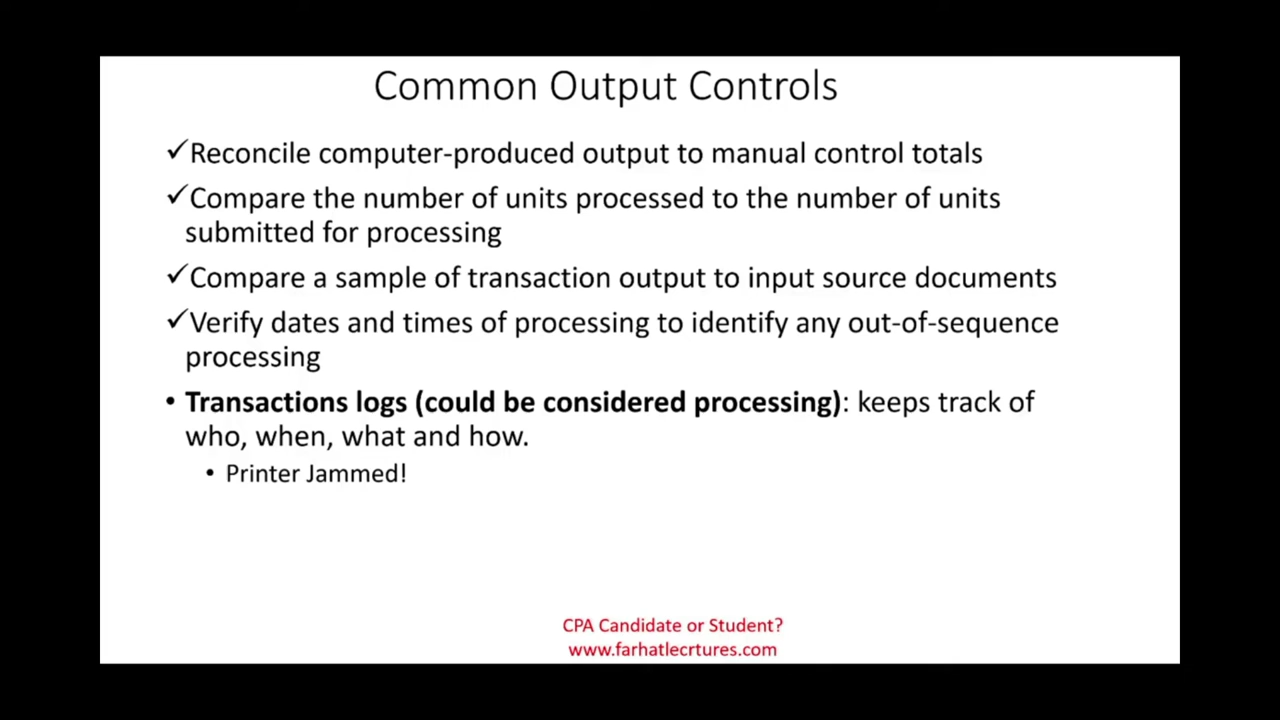 Common Output Controls
✓Reconcile computer-produced output to manual control totals
✓Compare the number of units processed to the number of units
submitted for processing
✓Compare a sample of transaction output to input source documents
✓Verify dates and times of processing to identify any out-of-sequence
processing
• Transactions logs (could be considered processing): keeps track of
who, when, what and how.
• Printer Jammed!
CPA Candidate or Student?
www.farhatlecrtures.com